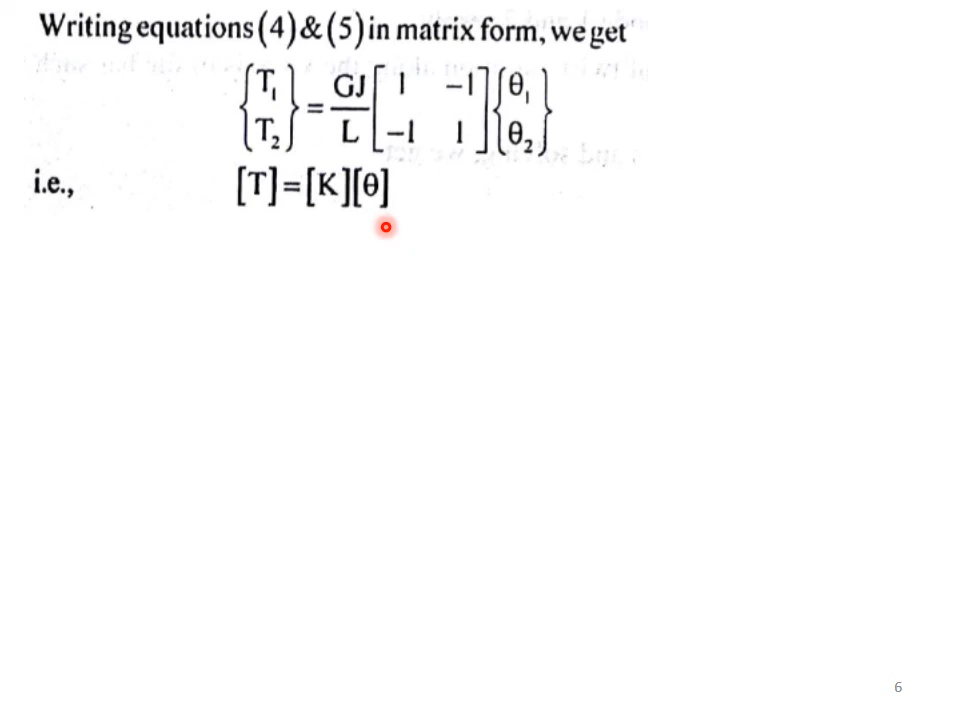 Writing equations (4) & (5) in matrix form, we get
{T₁ T₂} = GJ/L [1 −1 −1 1] {θ₁ θ₂}
i.e., [T] = [K][θ]
6